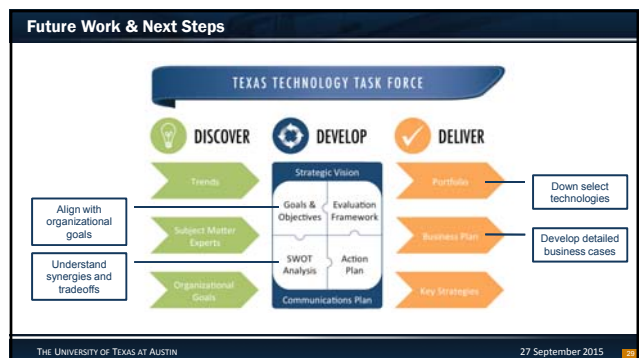 Future Work & Next Steps
TEXAS TECHNOLOGY TASK FORCE
DISCOVER
DEVELOP
DELIVER
Trends
Subject Matter
Experts
Organizational
Goals
Strategic Vision
Goals &
Objectives
Evaluation
Framework
SWOT
Analysis
Action
Plan
Communications Plan
Portfolio
Business Plan
Key Strategies
Align with
organizational
goals
Understand
synergies and
tradeoffs
Down select
technologies
Develop detailed
business cases
THE UNIVERSITY OF TEXAS AT AUSTIN
27 September 2015
29